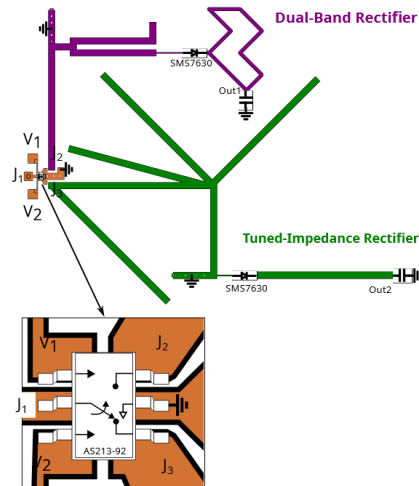 Dual-Band Rectifier
SMS7630
Out1
V1
J2
J1
J3
V2
Tuned-Impedance Rectifier
SMS7630
Out2
V1
J2
J1
AS213-92
V2
J3